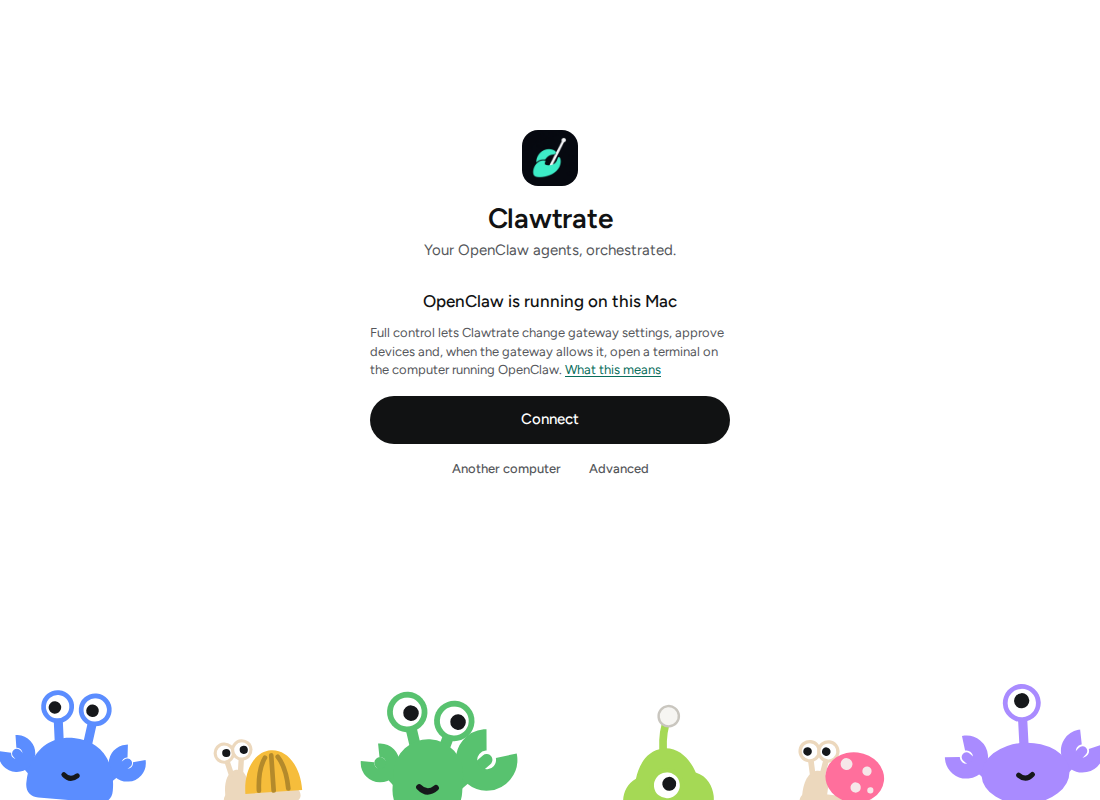 Clawtrate
Your OpenClaw agents, orchestrated.
OpenClaw is running on this Mac
Full control lets Clawtrate change gateway settings, approve
devices and, when the gateway allows it, open a terminal on
the computer running OpenClaw. What this means
Connect
Another computer Advanced